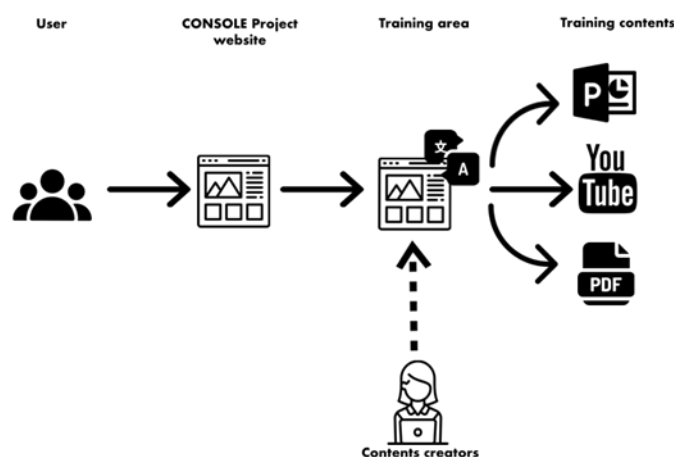 User
CONSOLE Project
website
Training area
Training contents
P
文
A
You
Tube
PDF
Contents creators